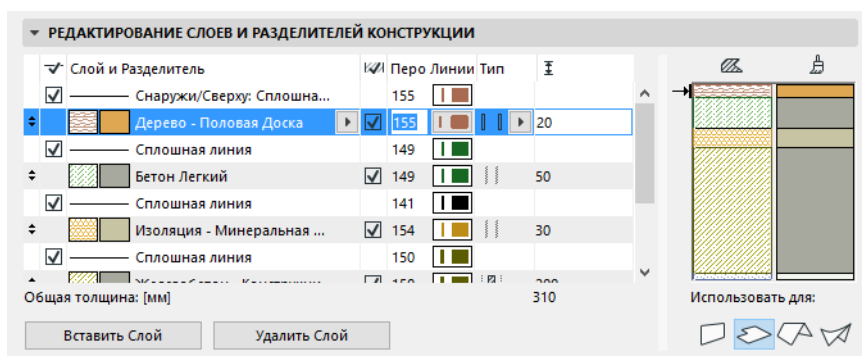 РЕДАКТИРОВАНИЕ СЛОЕВ И РАЗДЕЛИТЕЛЕЙ КОНСТРУКЦИИ
Слой и Разделитель Перо Линии Тип
Снаружи/Сверху: Сплошна... 155
Дерево - Половая Доска 155 20
Сплошная линия 149
Бетон Легкий 149 50
Сплошная линия 141
Изоляция - Минеральная ... 154 30
Сплошная линия 150
Общая толщина: [мм] 310
Использовать для:
Вставить Слой Удалить Слой